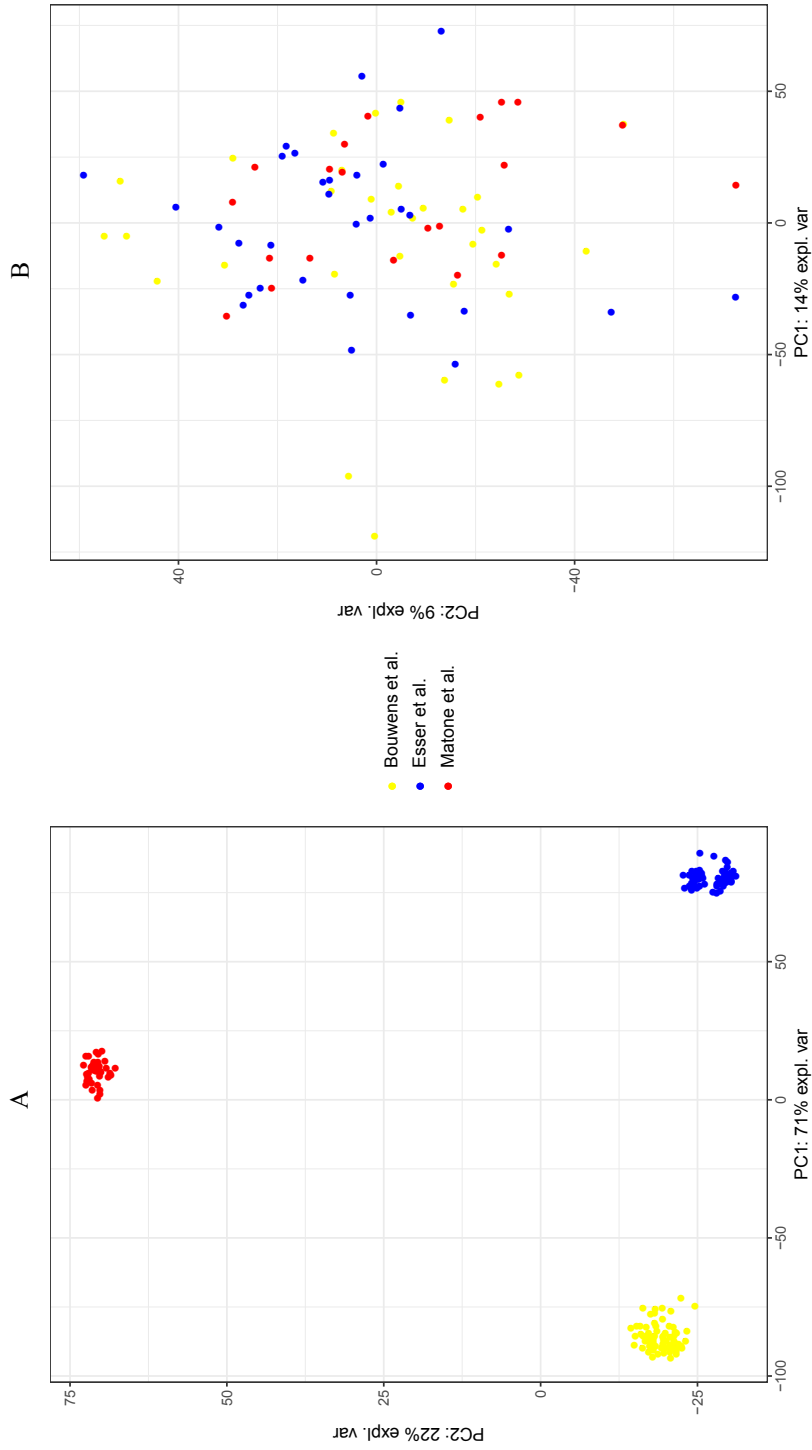 A
PC2: 22% expl. var
75
50
25
0
−25
−100
−50
0
50
PC1: 71% expl. var
Bouwens et al.
Esser et al.
Matone et al.
B
PC2: 9% expl. var
40
0
−40
−100
−50
0
50
PC1: 14% expl. var